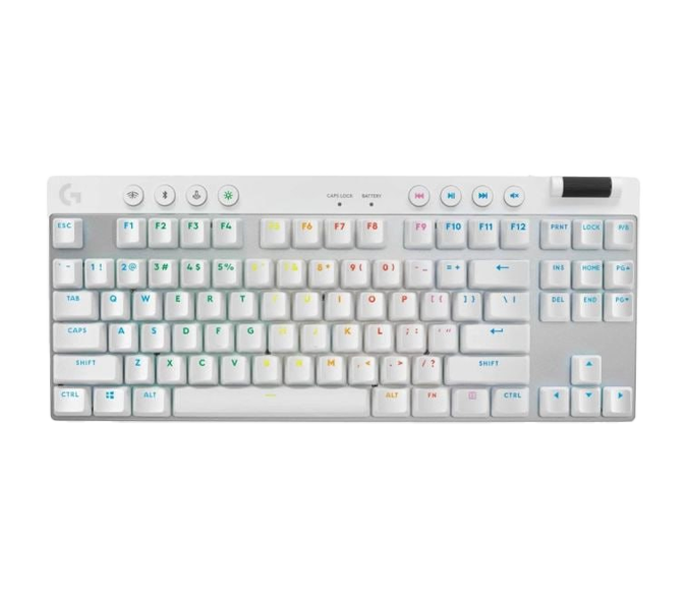 G
CAPS LOCK BATTERY
ESC F1 F2 F3 F4 F5 F6 F7 F8 F9 F10 F11 F12 PRNT LOCK P/B
` ~ 1 ! 2 @ 3 # 4 $ 5 % 8 * 9 ( 0 ) - _ = + ← INS HOME PG▲
TAB Q W E R T Y U I O P [ { ] } \ | DEL END PG▼
CAPS A S D F G H J K L ; : ' " ↵
SHIFT Z X C V B N M , < . > / ? SHIFT ▲
CTRL ALT ALT FN CTRL ◄ ▼ ►